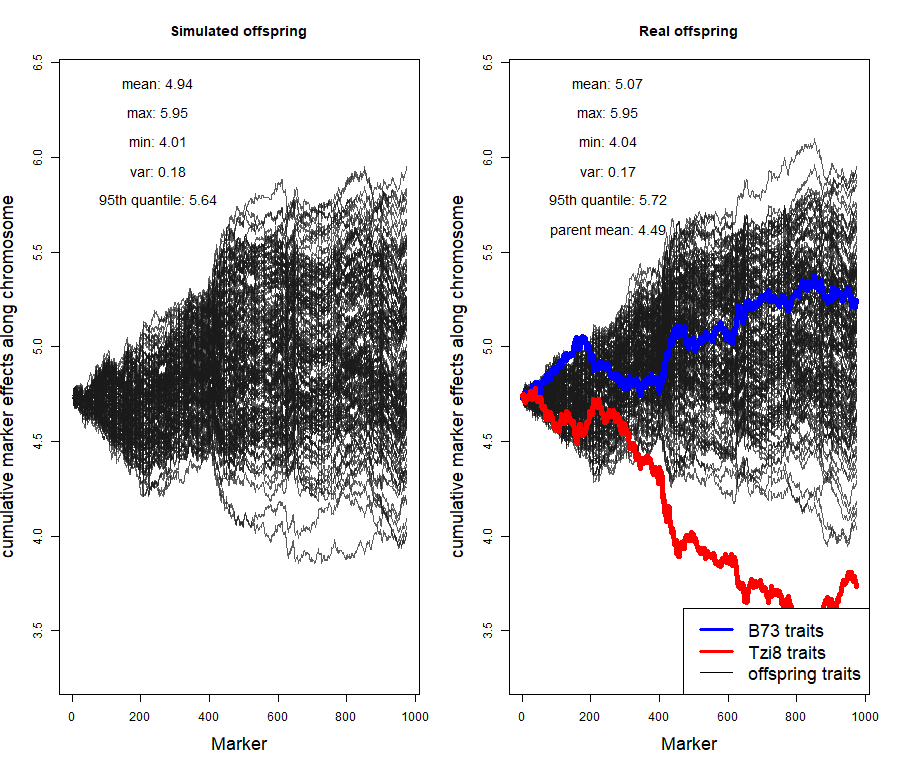 Simulated offspring
mean: 4.94
max: 5.95
min: 4.01
var: 0.18
95th quantile: 5.64
cumulative marker effects along chromosome
6.5
6.0
5.5
5.0
4.5
4.0
3.5
0 200 400 600 800 1000
Marker
Real offspring
mean: 5.07
max: 5.95
min: 4.04
var: 0.17
95th quantile: 5.72
parent mean: 4.49
cumulative marker effects along chromosome
6.5
6.0
5.5
5.0
4.5
4.0
3.5
B73 traits
Tzi8 traits
offspring traits
0 200 400 600 800 1000
Marker